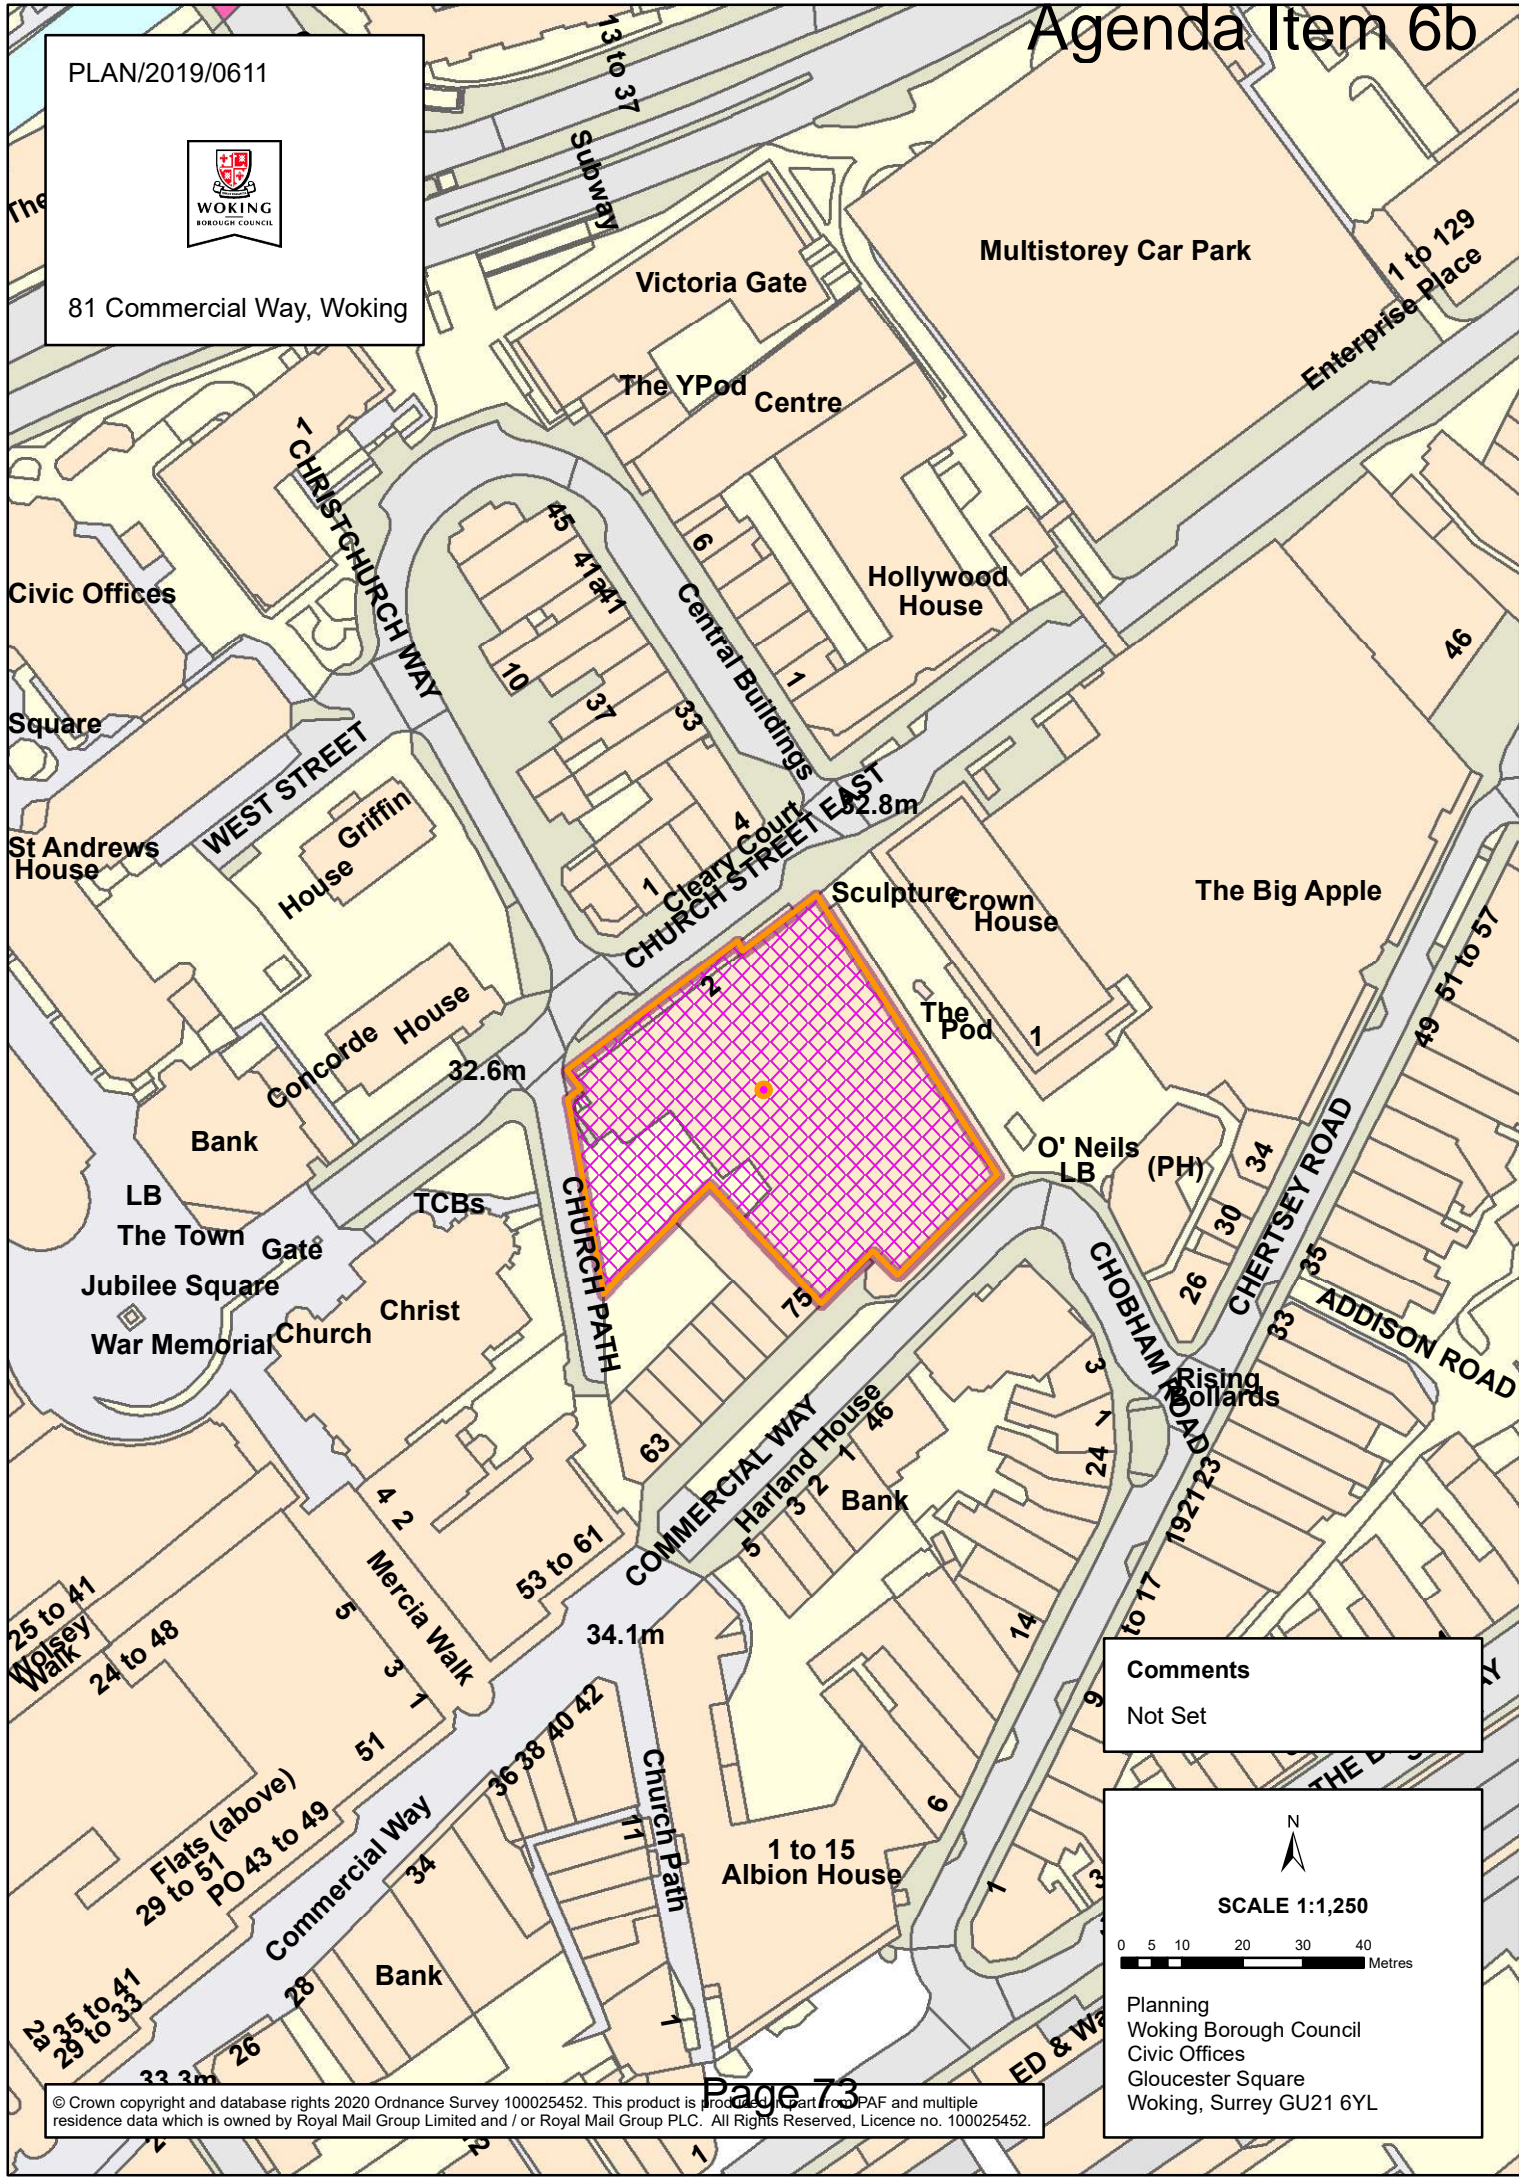 Agenda Item 6b
PLAN/2019/0611
WOKING
BOROUGH COUNCIL
81 Commercial Way, Woking
13 to 37
Subway
The
Victoria Gate
Multistorey Car Park
1 to 129
Enterprise Place
The YPod
Centre
1
CHRISTCHURCH WAY
45
41a
41
6
Central Buildings
Hollywood
House
Civic Offices
10
37
33
1
46
Square
WEST STREET
Griffin
House
St Andrews
House
4
1
Cleary Court
CHURCH STREET EAST
32.8m
Sculpture
Crown
House
The Big Apple
51 to 57
49
2
The
Pod
1
Concorde
House
32.6m
Bank
O' Neils
LB
(PH)
34
30
26
CHERTSEY ROAD
35
33
ADDISON ROAD
LB
The Town
Gate
TCBs
Jubilee Square
War Memorial
Christ
Church
CHURCH PATH
75
63
CHOBHAM ROAD
Rising
Bollards
3
1
24
COMMERCIAL WAY
Harland House
46
1
2
3
5
Bank
4
2
Mercia Walk
53 to 61
25 to 41
Wolsey
Walk
24 to 48
5
3
1
51
34.1m
192123
to 17
14
9
Flats (above)
29 to 51
PO 43 to 49
36 38 40 42
Commercial Way
34
11
Church Path
1 to 15
Albion House
6
1
3
Bank
28
26
1
2a
35 to 41
29 to 33
33.3m
THE B
AY
ED & Wa
Comments
Not Set
N
SCALE 1:1,250
0 5 10 20 30 40
Metres
Planning
Woking Borough Council
Civic Offices
Gloucester Square
Woking, Surrey GU21 6YL
Page 73
© Crown copyright and database rights 2020 Ordnance Survey 100025452. This product is produced in part from PAF and multiple
residence data which is owned by Royal Mail Group Limited and / or Royal Mail Group PLC. All Rights Reserved, Licence no. 100025452.
1